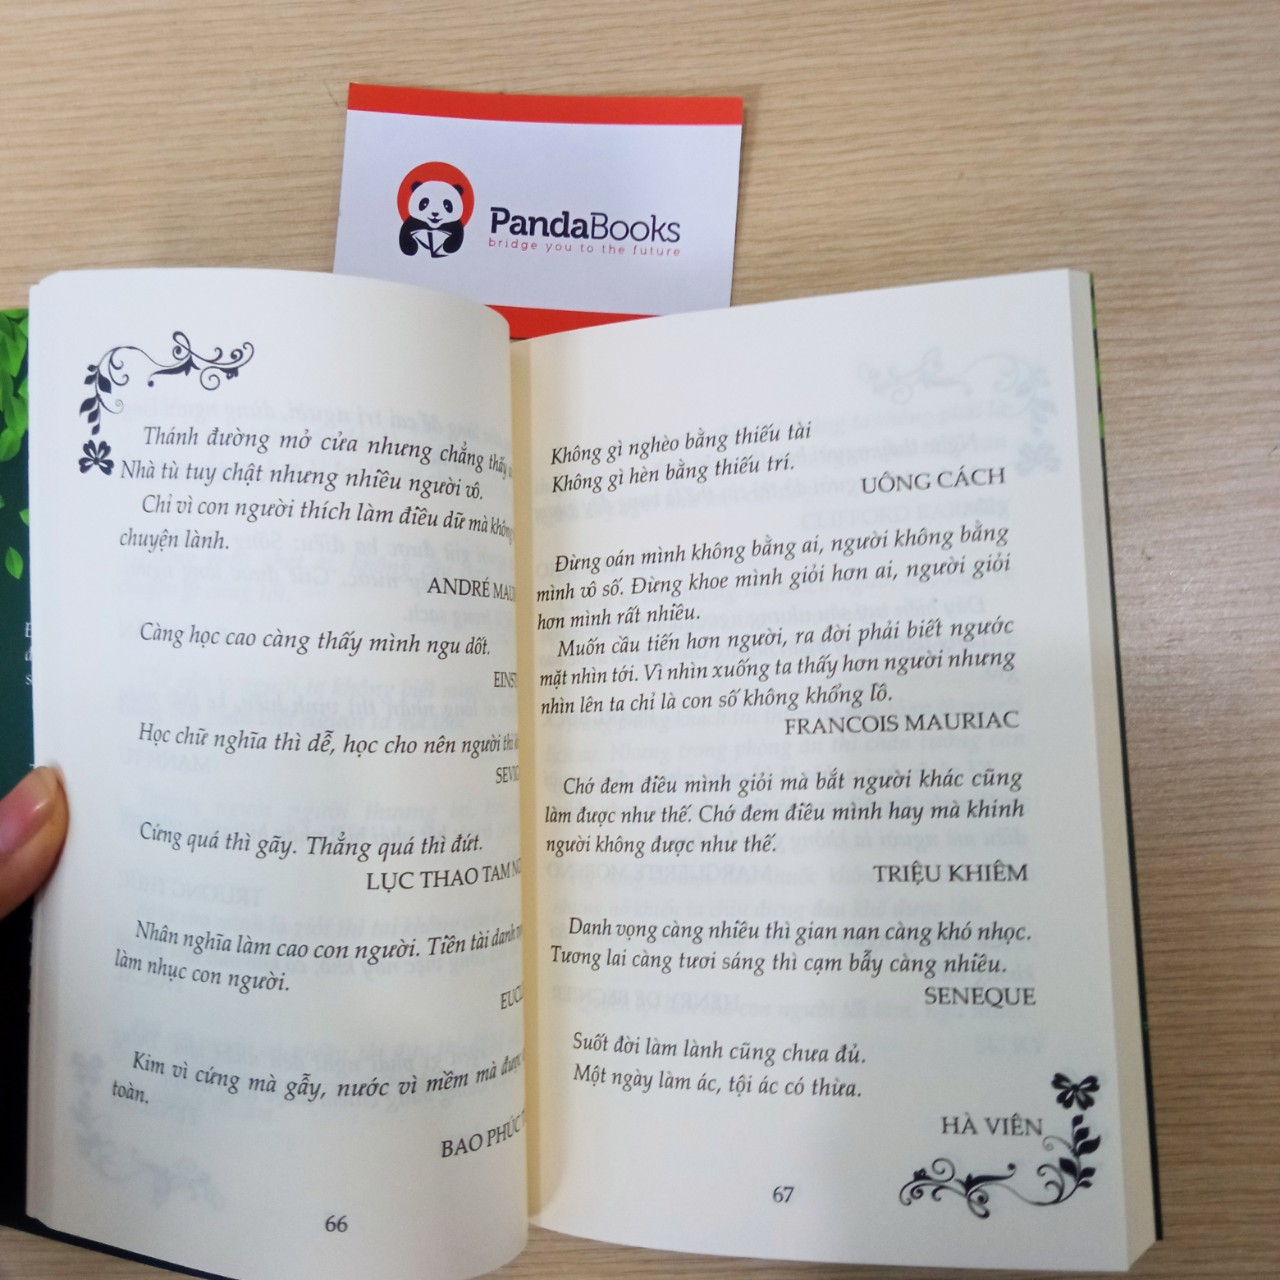 PandaBooks
bridge you to the future
Thánh đường mở cửa nhưng chẳng thấy
Nhà tù tuy chật nhưng nhiều người vô.
Chỉ vì con người thích làm điều dữ mà không
chuyện lành.
ANDRÉ
Càng học cao càng thấy mình ngu dốt.
Học chữ nghĩa thì dễ, học cho nên người thì
Cứng quá thì gãy. Thẳng quá thì đứt.
LỤC THAO TAM
Nhân nghĩa làm cao con người. Tiền tài danh
làm nhục con người.
Kim vì cứng mà gẫy, nước vì mềm mà được
toàn.
BAO PHÚC
66
Không gì nghèo bằng thiếu tài
Không gì hèn bằng thiếu trí.
UÔNG CÁCH
Đừng oán mình không bằng ai, người không bằng
mình vô số. Đừng khoe mình giỏi hơn ai, người giỏi
hơn mình rất nhiều.
Muốn cầu tiến hơn người, ra đời phải biết ngước
mặt nhìn tới. Vì nhìn xuống ta thấy hơn người nhưng
nhìn lên ta chỉ là con số không khổng lồ.
FRANCOIS MAURIAC
Chớ đem điều mình giỏi mà bắt người khác cũng
làm được như thế. Chớ đem điều mình hay mà khinh
người không được như thế.
TRIỆU KHIÊM
Danh vọng càng nhiều thì gian nan càng khó nhọc.
Tương lai càng tươi sáng thì cạm bẫy càng nhiều.
SENEQUE
Suốt đời làm lành cũng chưa đủ.
Một ngày làm ác, tội ác có thừa.
HÀ VIÊN
67